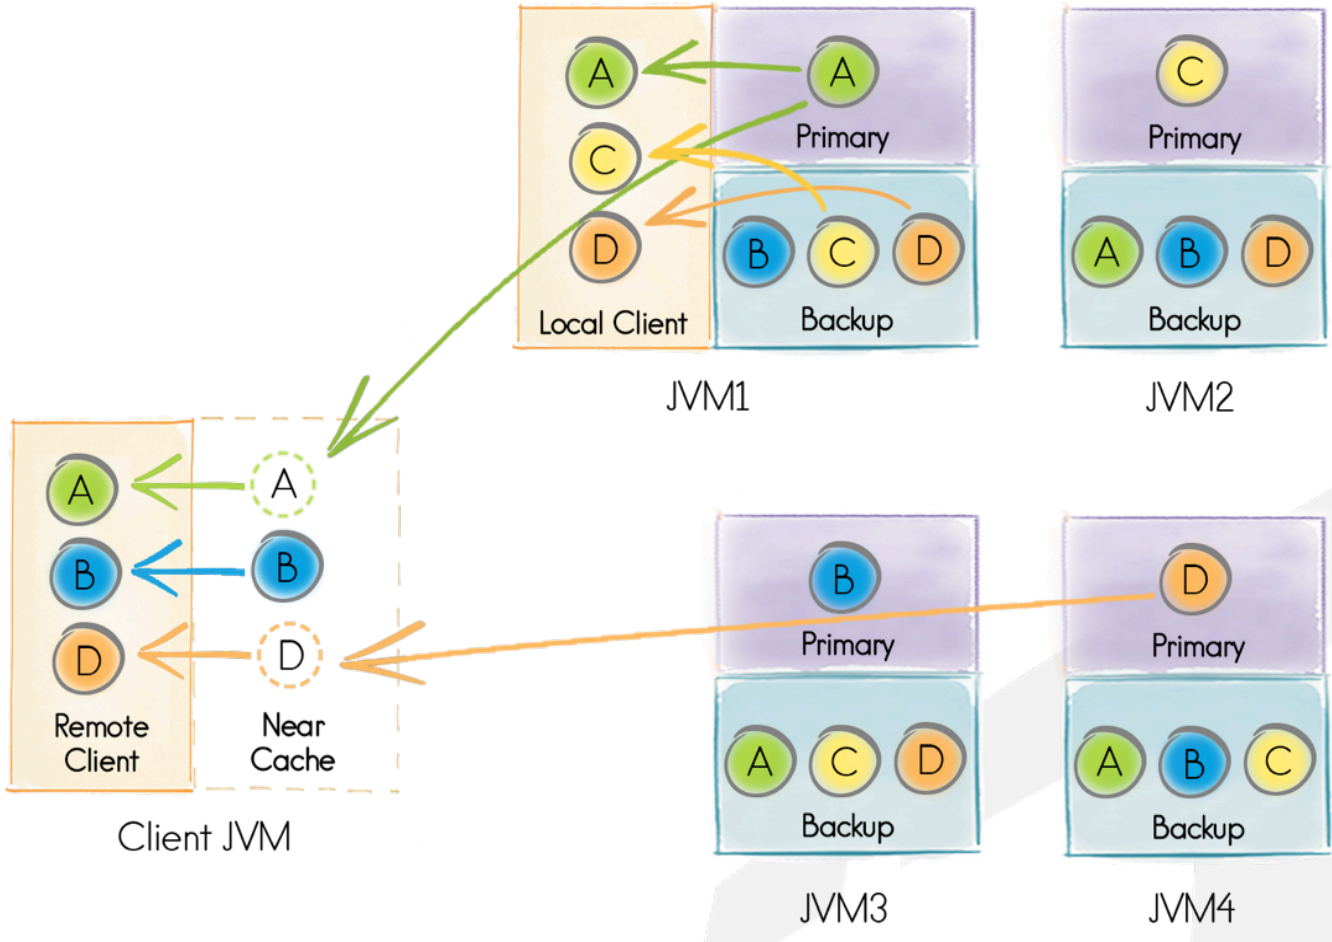 A
A
C
C
Primary
Primary
D
B
C
D
A
B
D
Local Client
Backup
Backup
JVM1
JVM2
A
A
B
B
D
D
Remote
Client
Near
Cache
Client JVM
B
D
Primary
Primary
A
C
D
A
B
C
Backup
Backup
JVM3
JVM4